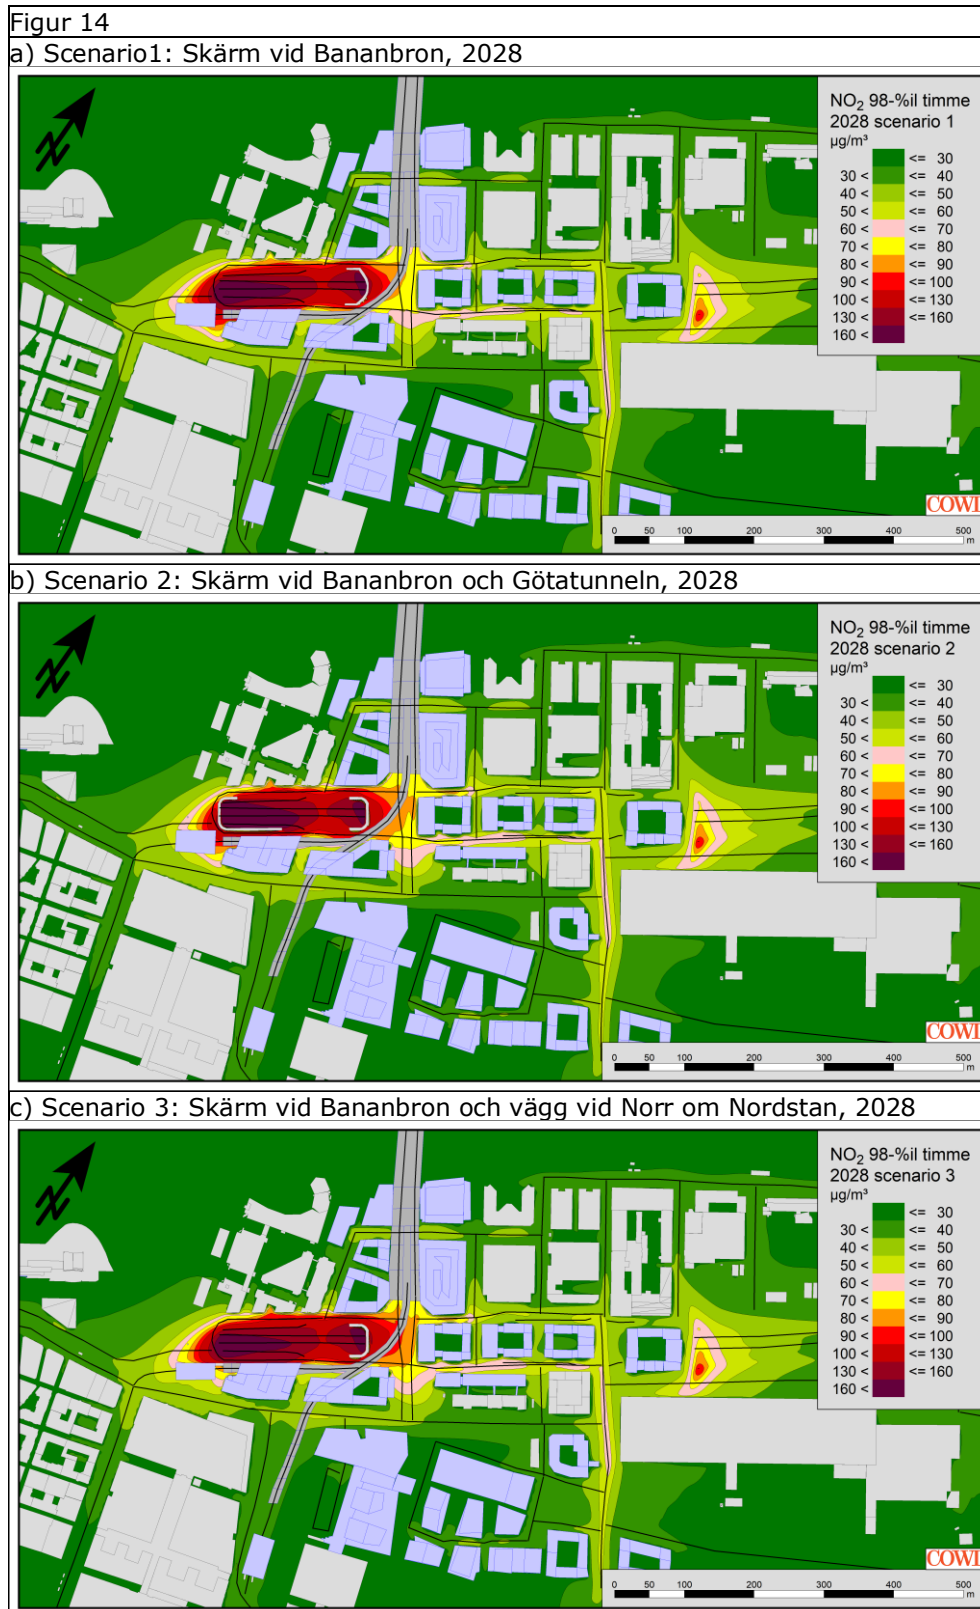 Figur 14
a) Scenario1: Skärm vid Bananbron, 2028
NO2 98-%il timme
2028 scenario 1
µg/m³
<= 30
30 < <= 40
40 < <= 50
50 < <= 60
60 < <= 70
70 < <= 80
80 < <= 90
90 < <= 100
100 < <= 130
130 < <= 160
160 <
N
COWI
0 50 100 200 300 400 500
m
b) Scenario 2: Skärm vid Bananbron och Götatunneln, 2028
NO2 98-%il timme
2028 scenario 2
µg/m³
<= 30
30 < <= 40
40 < <= 50
50 < <= 60
60 < <= 70
70 < <= 80
80 < <= 90
90 < <= 100
100 < <= 130
130 < <= 160
160 <
N
COWI
0 50 100 200 300 400 500
m
c) Scenario 3: Skärm vid Bananbron och vägg vid Norr om Nordstan, 2028
NO2 98-%il timme
2028 scenario 3
µg/m³
<= 30
30 < <= 40
40 < <= 50
50 < <= 60
60 < <= 70
70 < <= 80
80 < <= 90
90 < <= 100
100 < <= 130
130 < <= 160
160 <
N
COWI
0 50 100 200 300 400 500
m